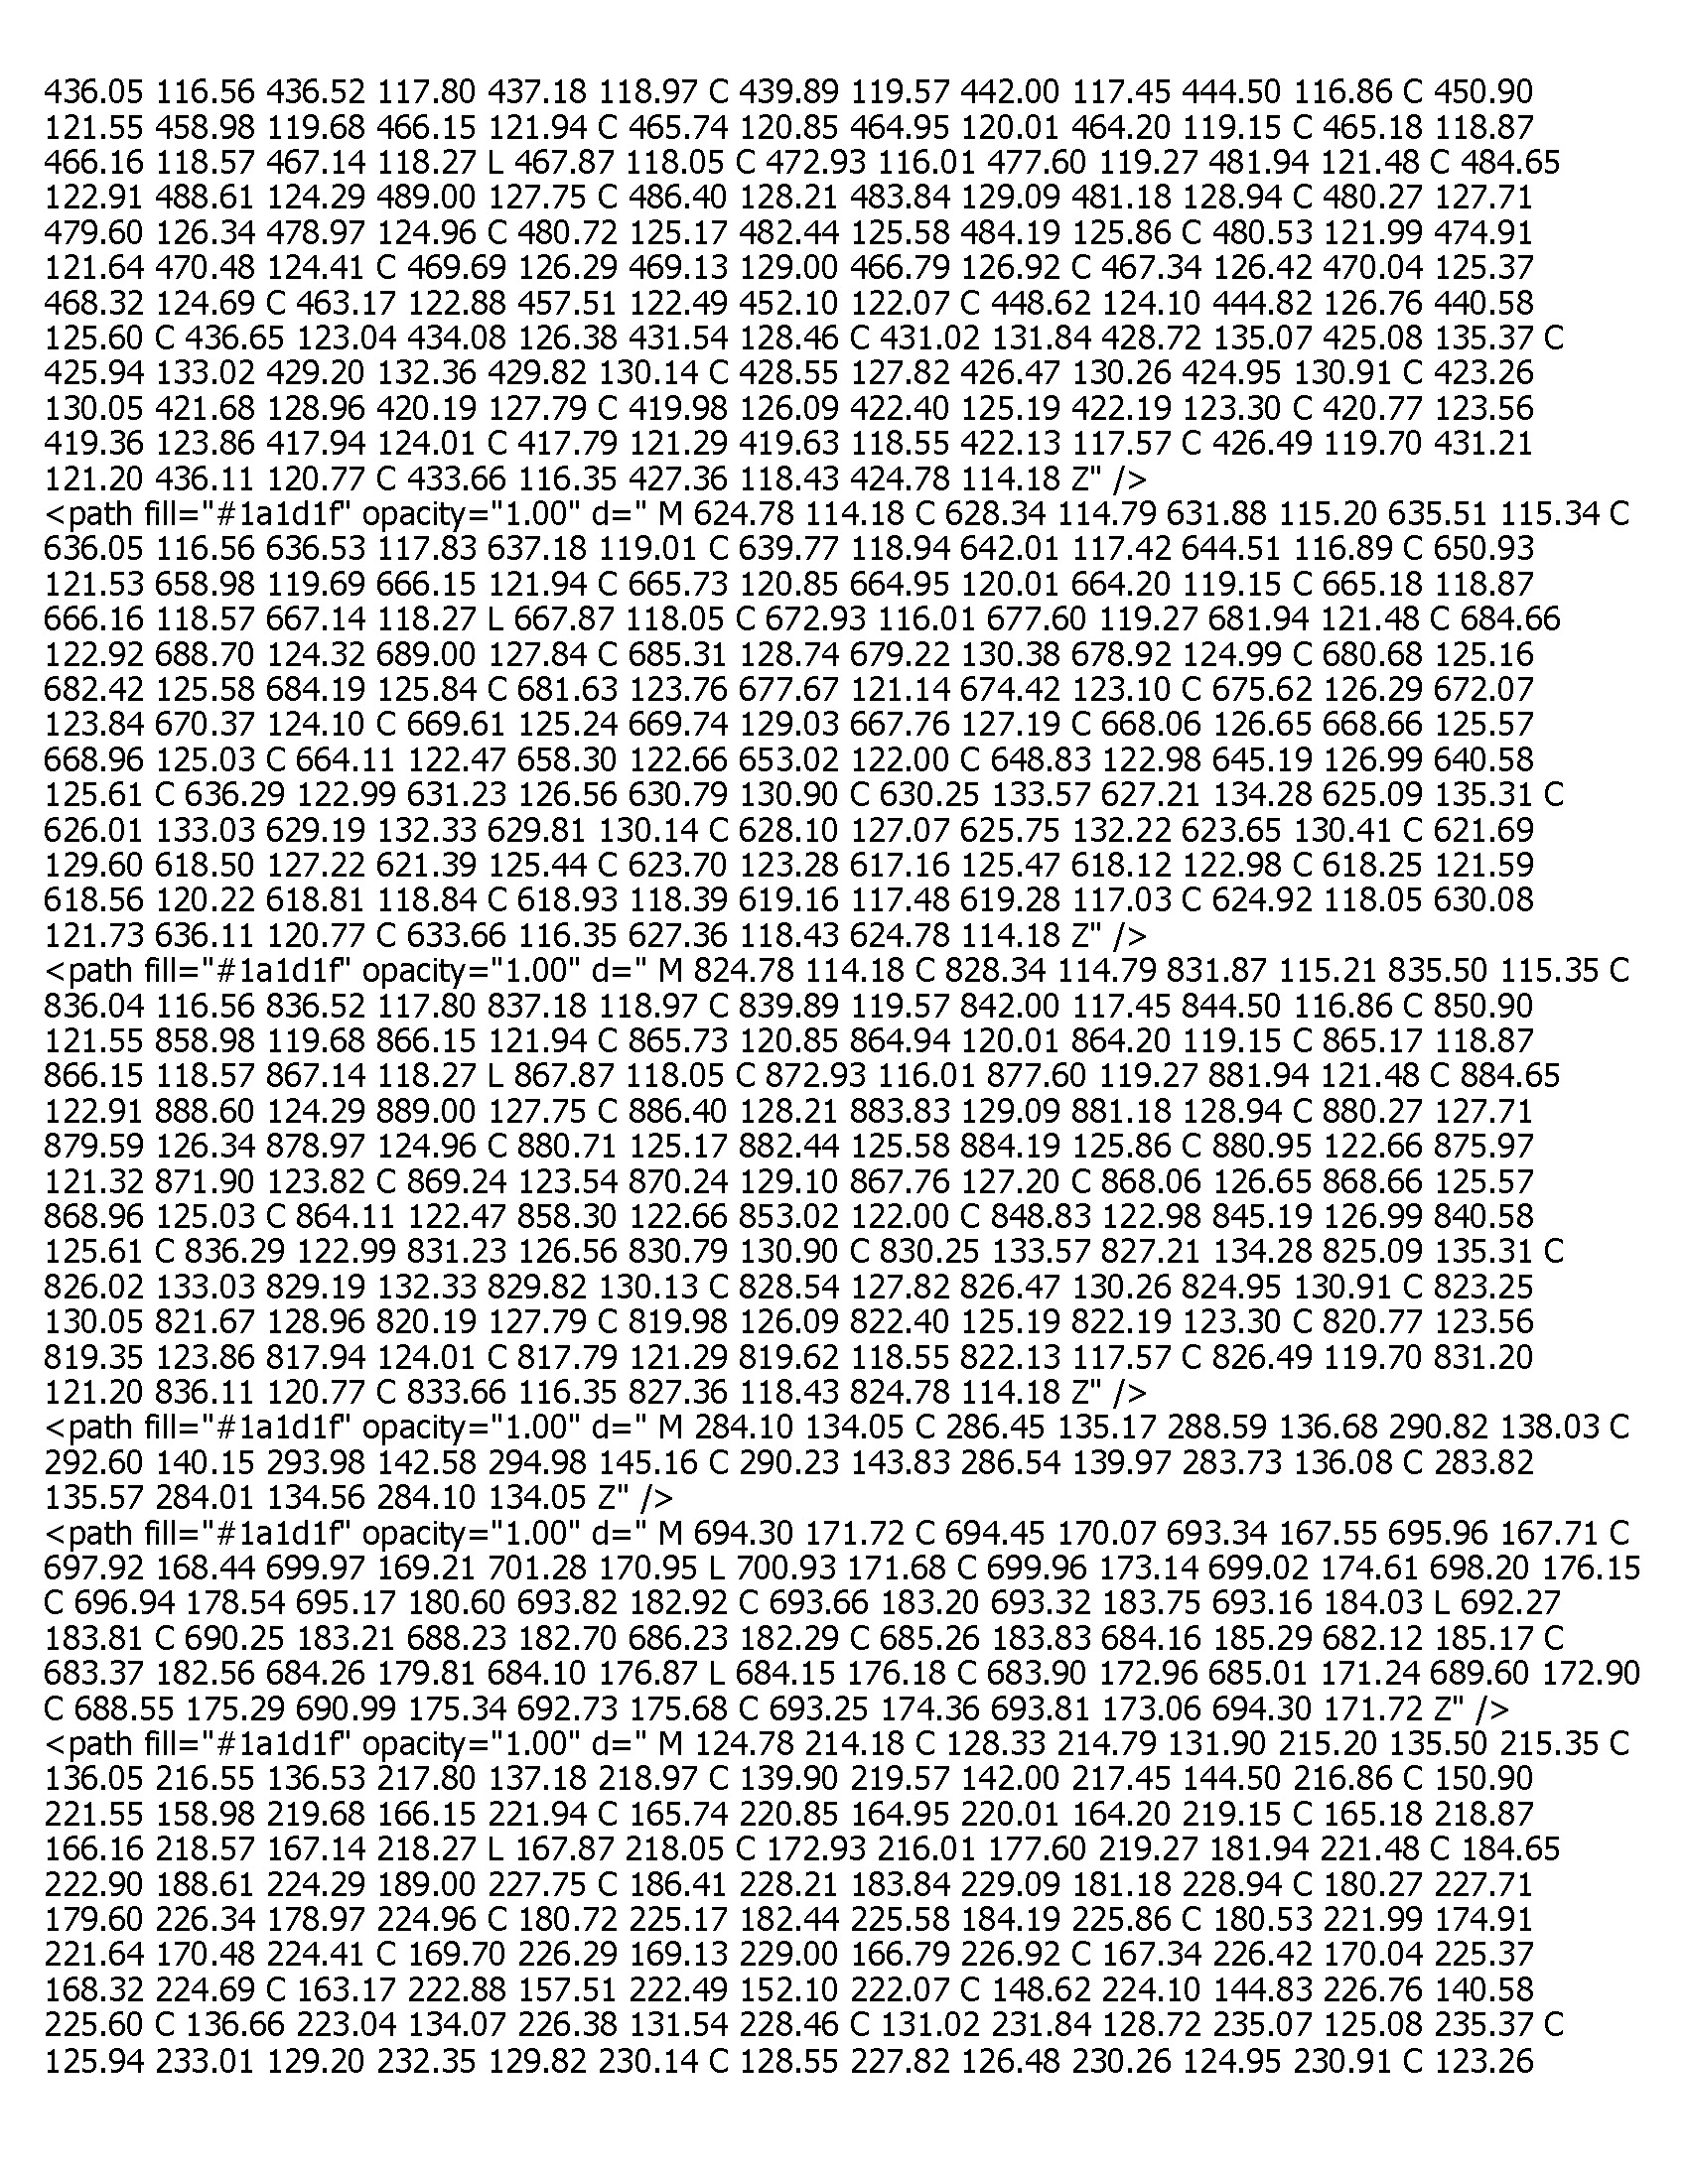 436.05 116.56 436.52 117.80 437.18 118.97 C 439.89 119.57 442.00 117.45 444.50 116.86 C 450.90
121.55 458.98 119.68 466.15 121.94 C 465.74 120.85 464.95 120.01 464.20 119.15 C 465.18 118.87
466.16 118.57 467.14 118.27 L 467.87 118.05 C 472.93 116.01 477.60 119.27 481.94 121.48 C 484.65
122.91 488.61 124.29 489.00 127.75 C 486.40 128.21 483.84 129.09 481.18 128.94 C 480.27 127.71
479.60 126.34 478.97 124.96 C 480.72 125.17 482.44 125.58 484.19 125.86 C 480.53 121.99 474.91
121.64 470.48 124.41 C 469.69 126.29 469.13 129.00 466.79 126.92 C 467.34 126.42 470.04 125.37
468.32 124.69 C 463.17 122.88 457.51 122.49 452.10 122.07 C 448.62 124.10 444.82 126.76 440.58
125.60 C 436.65 123.04 434.08 126.38 431.54 128.46 C 431.02 131.84 428.72 135.07 425.08 135.37 C
425.94 133.02 429.20 132.36 429.82 130.14 C 428.55 127.82 426.47 130.26 424.95 130.91 C 423.26
130.05 421.68 128.96 420.19 127.79 C 419.98 126.09 422.40 125.19 422.19 123.30 C 420.77 123.56
419.36 123.86 417.94 124.01 C 417.79 121.29 419.63 118.55 422.13 117.57 C 426.49 119.70 431.21
121.20 436.11 120.77 C 433.66 116.35 427.36 118.43 424.78 114.18 Z" />
<path fill="#1a1d1f" opacity="1.00" d=" M 624.78 114.18 C 628.34 114.79 631.88 115.20 635.51 115.34 C
636.05 116.56 636.53 117.83 637.18 119.01 C 639.77 118.94 642.01 117.42 644.51 116.89 C 650.93
121.53 658.98 119.69 666.15 121.94 C 665.73 120.85 664.95 120.01 664.20 119.15 C 665.18 118.87
666.16 118.57 667.14 118.27 L 667.87 118.05 C 672.93 116.01 677.60 119.27 681.94 121.48 C 684.66
122.92 688.70 124.32 689.00 127.84 C 685.31 128.74 679.22 130.38 678.92 124.99 C 680.68 125.16
682.42 125.58 684.19 125.84 C 681.63 123.76 677.67 121.14 674.42 123.10 C 675.62 126.29 672.07
123.84 670.37 124.10 C 669.61 125.24 669.74 129.03 667.76 127.19 C 668.06 126.65 668.66 125.57
668.96 125.03 C 664.11 122.47 658.30 122.66 653.02 122.00 C 648.83 122.98 645.19 126.99 640.58
125.61 C 636.29 122.99 631.23 126.56 630.79 130.90 C 630.25 133.57 627.21 134.28 625.09 135.31 C
626.01 133.03 629.19 132.33 629.81 130.14 C 628.10 127.07 625.75 132.22 623.65 130.41 C 621.69
129.60 618.50 127.22 621.39 125.44 C 623.70 123.28 617.16 125.47 618.12 122.98 C 618.25 121.59
618.56 120.22 618.81 118.84 C 618.93 118.39 619.16 117.48 619.28 117.03 C 624.92 118.05 630.08
121.73 636.11 120.77 C 633.66 116.35 627.36 118.43 624.78 114.18 Z" />
<path fill="#1a1d1f" opacity="1.00" d=" M 824.78 114.18 C 828.34 114.79 831.87 115.21 835.50 115.35 C
836.04 116.56 836.52 117.80 837.18 118.97 C 839.89 119.57 842.00 117.45 844.50 116.86 C 850.90
121.55 858.98 119.68 866.15 121.94 C 865.73 120.85 864.94 120.01 864.20 119.15 C 865.17 118.87
866.15 118.57 867.14 118.27 L 867.87 118.05 C 872.93 116.01 877.60 119.27 881.94 121.48 C 884.65
122.91 888.60 124.29 889.00 127.75 C 886.40 128.21 883.83 129.09 881.18 128.94 C 880.27 127.71
879.59 126.34 878.97 124.96 C 880.71 125.17 882.44 125.58 884.19 125.86 C 880.95 122.66 875.97
121.32 871.90 123.82 C 869.24 123.54 870.24 129.10 867.76 127.20 C 868.06 126.65 868.66 125.57
868.96 125.03 C 864.11 122.47 858.30 122.66 853.02 122.00 C 848.83 122.98 845.19 126.99 840.58
125.61 C 836.29 122.99 831.23 126.56 830.79 130.90 C 830.25 133.57 827.21 134.28 825.09 135.31 C
826.02 133.03 829.19 132.33 829.82 130.13 C 828.54 127.82 826.47 130.26 824.95 130.91 C 823.25
130.05 821.67 128.96 820.19 127.79 C 819.98 126.09 822.40 125.19 822.19 123.30 C 820.77 123.56
819.35 123.86 817.94 124.01 C 817.79 121.29 819.62 118.55 822.13 117.57 C 826.49 119.70 831.20
121.20 836.11 120.77 C 833.66 116.35 827.36 118.43 824.78 114.18 Z" />
<path fill="#1a1d1f" opacity="1.00" d=" M 284.10 134.05 C 286.45 135.17 288.59 136.68 290.82 138.03 C
292.60 140.15 293.98 142.58 294.98 145.16 C 290.23 143.83 286.54 139.97 283.73 136.08 C 283.82
135.57 284.01 134.56 284.10 134.05 Z" />
<path fill="#1a1d1f" opacity="1.00" d=" M 694.30 171.72 C 694.45 170.07 693.34 167.55 695.96 167.71 C
697.92 168.44 699.97 169.21 701.28 170.95 L 700.93 171.68 C 699.96 173.14 699.02 174.61 698.20 176.15
C 696.94 178.54 695.17 180.60 693.82 182.92 C 693.66 183.20 693.32 183.75 693.16 184.03 L 692.27
183.81 C 690.25 183.21 688.23 182.70 686.23 182.29 C 685.26 183.83 684.16 185.29 682.12 185.17 C
683.37 182.56 684.26 179.81 684.10 176.87 L 684.15 176.18 C 683.90 172.96 685.01 171.24 689.60 172.90
C 688.55 175.29 690.99 175.34 692.73 175.68 C 693.25 174.36 693.81 173.06 694.30 171.72 Z" />
<path fill="#1a1d1f" opacity="1.00" d=" M 124.78 214.18 C 128.33 214.79 131.90 215.20 135.50 215.35 C
136.05 216.55 136.53 217.80 137.18 218.97 C 139.90 219.57 142.00 217.45 144.50 216.86 C 150.90
221.55 158.98 219.68 166.15 221.94 C 165.74 220.85 164.95 220.01 164.20 219.15 C 165.18 218.87
166.16 218.57 167.14 218.27 L 167.87 218.05 C 172.93 216.01 177.60 219.27 181.94 221.48 C 184.65
222.90 188.61 224.29 189.00 227.75 C 186.41 228.21 183.84 229.09 181.18 228.94 C 180.27 227.71
179.60 226.34 178.97 224.96 C 180.72 225.17 182.44 225.58 184.19 225.86 C 180.53 221.99 174.91
221.64 170.48 224.41 C 169.70 226.29 169.13 229.00 166.79 226.92 C 167.34 226.42 170.04 225.37
168.32 224.69 C 163.17 222.88 157.51 222.49 152.10 222.07 C 148.62 224.10 144.83 226.76 140.58
225.60 C 136.66 223.04 134.07 226.38 131.54 228.46 C 131.02 231.84 128.72 235.07 125.08 235.37 C
125.94 233.01 129.20 232.35 129.82 230.14 C 128.55 227.82 126.48 230.26 124.95 230.91 C 123.26